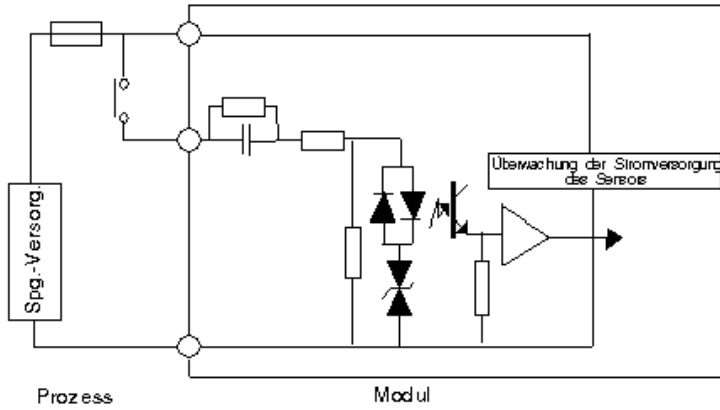 Überwachung der Stromversorgung
des Sensors
Spg.-Versorg.
Prozess
Modul